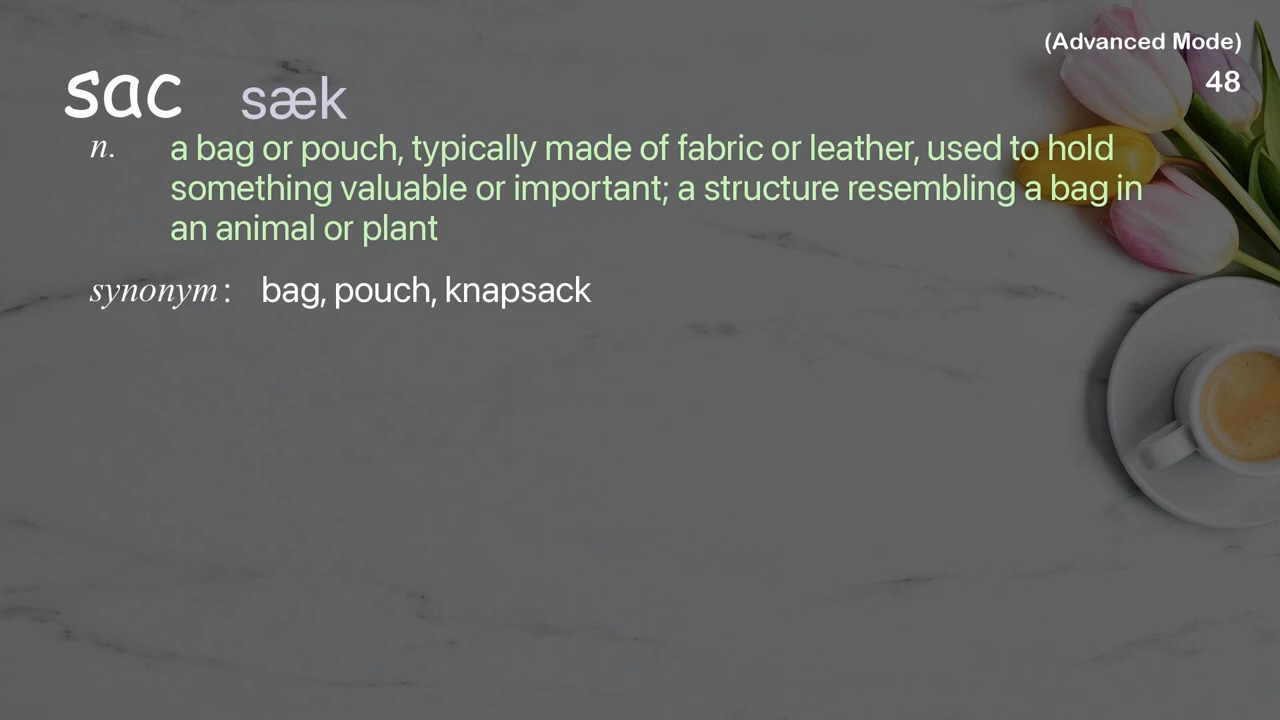 (Advanced Mode)
48
sac sæk
n. a bag or pouch, typically made of fabric or leather, used to hold
something valuable or important; a structure resembling a bag in
an animal or plant
synonym: bag, pouch, knapsack